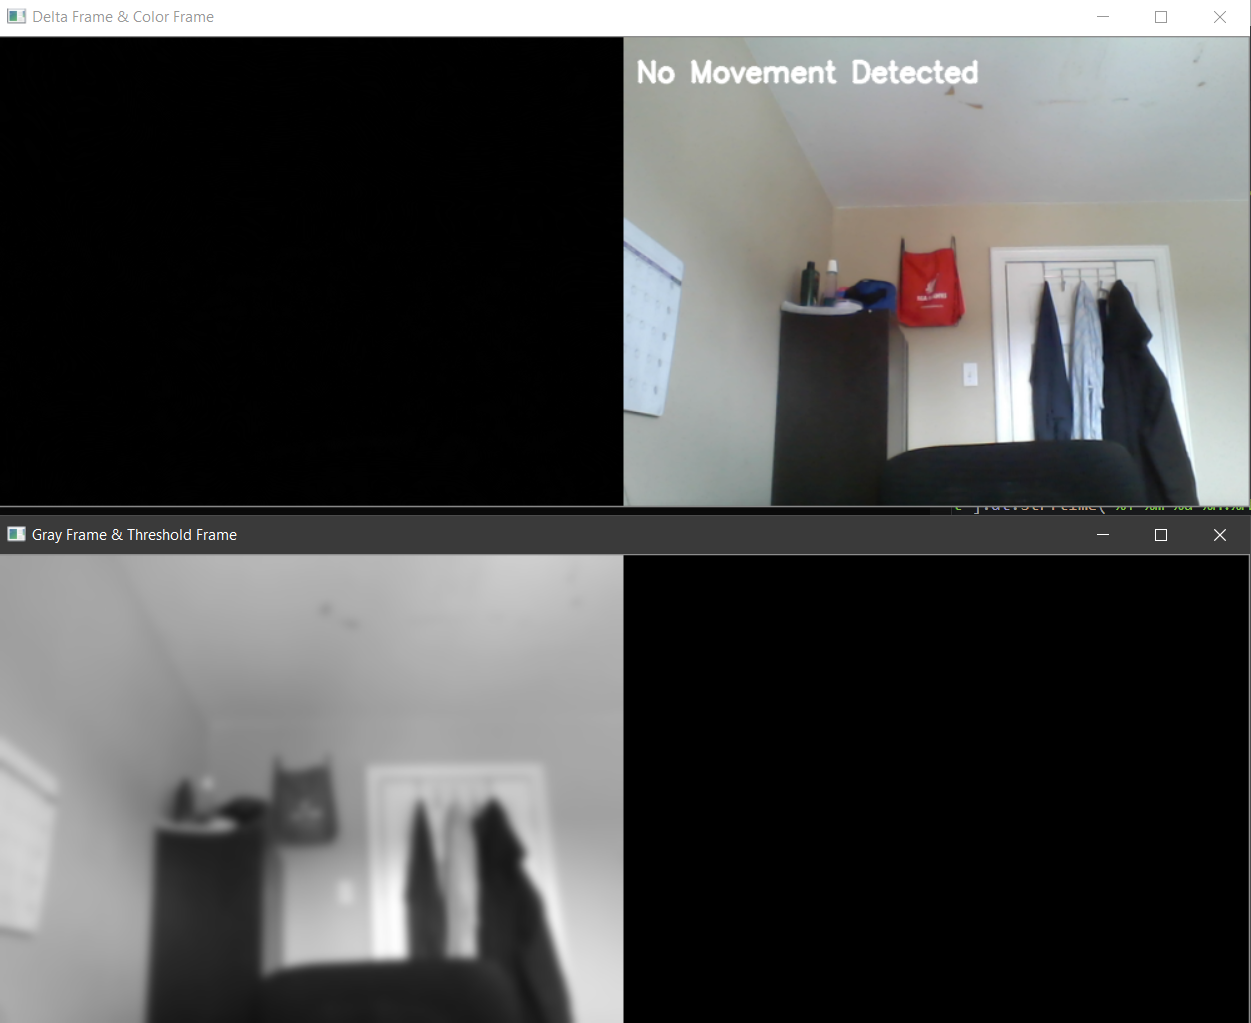 Delta Frame & Color Frame
No Movement Detected
Gray Frame & Threshold Frame